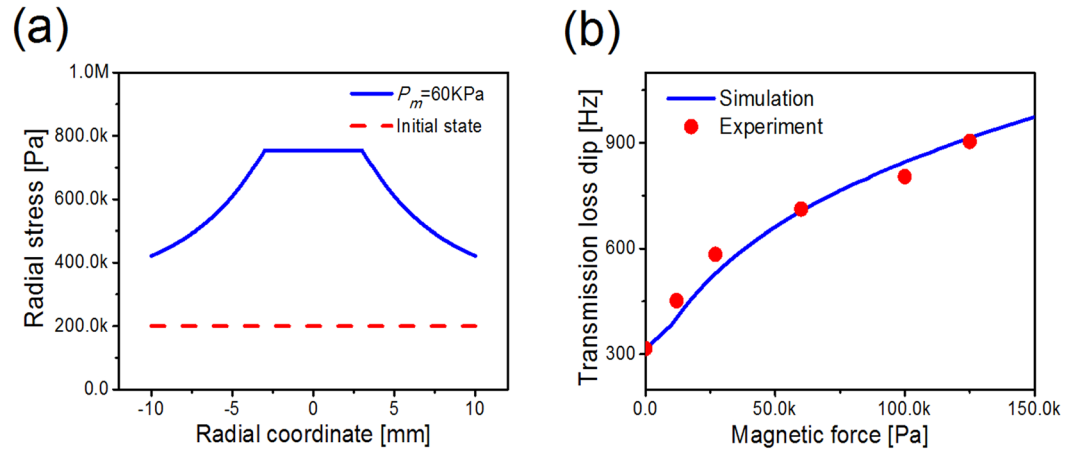 (a)
Radial stress [Pa]
1.0M
800.0k
600.0k
400.0k
200.0k
0.0
P_m=60KPa
Initial state
-10 -5 0 5 10
Radial coordinate [mm]
(b)
Transmission loss dip [Hz]
900
600
300
Simulation
Experiment
0.0 50.0k 100.0k 150.0k
Magnetic force [Pa]